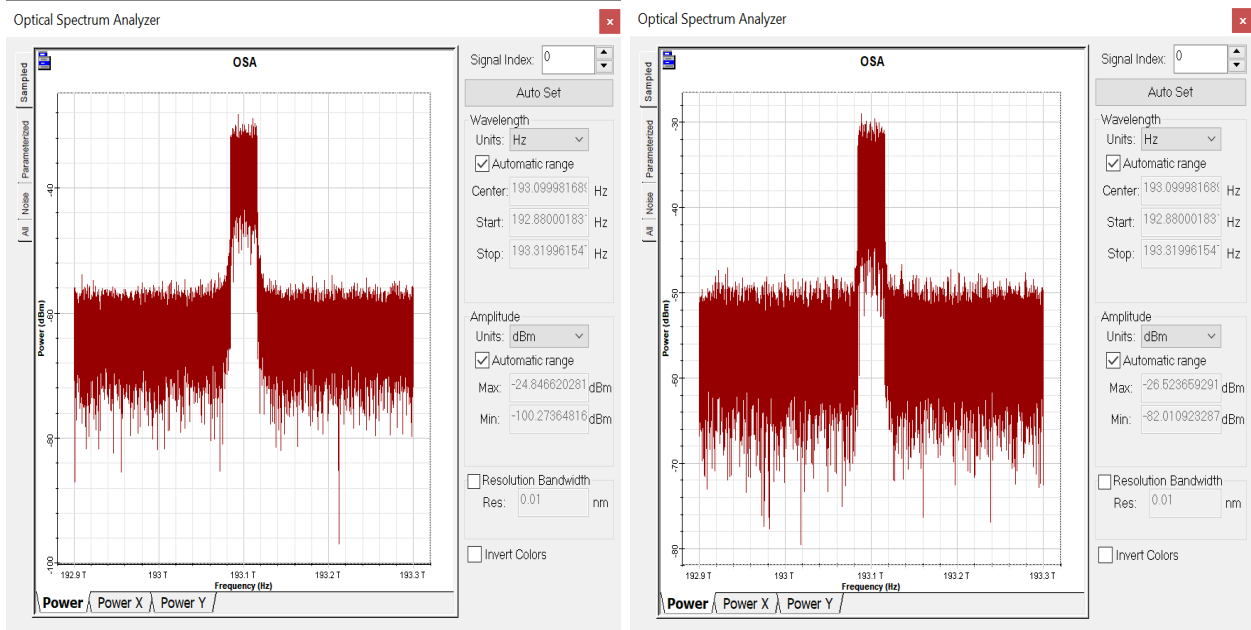 Optical Spectrum Analyzer
x
OSA
Sampled
Parameterized
Noise
All
Power (dBm)
-40
-60
-80
-100
192.9 T
193 T
193.1 T
193.2 T
193.3 T
Frequency (Hz)
Power
Power X
Power Y
Signal Index: 0
Auto Set
Wavelength
Units: Hz
Automatic range
Center: 193.09998168 Hz
Start: 192.88000183 Hz
Stop: 193.31996154 Hz
Amplitude
Units: dBm
Automatic range
Max: -24.846620281 dBm
Min: -100.27364816 dBm
Resolution Bandwidth
Res: 0.01 nm
Invert Colors
Optical Spectrum Analyzer
x
OSA
Sampled
Parameterized
Noise
All
Power (dBm)
-30
-40
-50
-60
-70
-80
192.9 T
193 T
193.1 T
193.2 T
193.3 T
Frequency (Hz)
Power
Power X
Power Y
Signal Index: 0
Auto Set
Wavelength
Units: Hz
Automatic range
Center: 193.09998168 Hz
Start: 192.88000183 Hz
Stop: 193.31996154 Hz
Amplitude
Units: dBm
Automatic range
Max: -26.523659291 dBm
Min: -82.010923287 dBm
Resolution Bandwidth
Res: 0.01 nm
Invert Colors